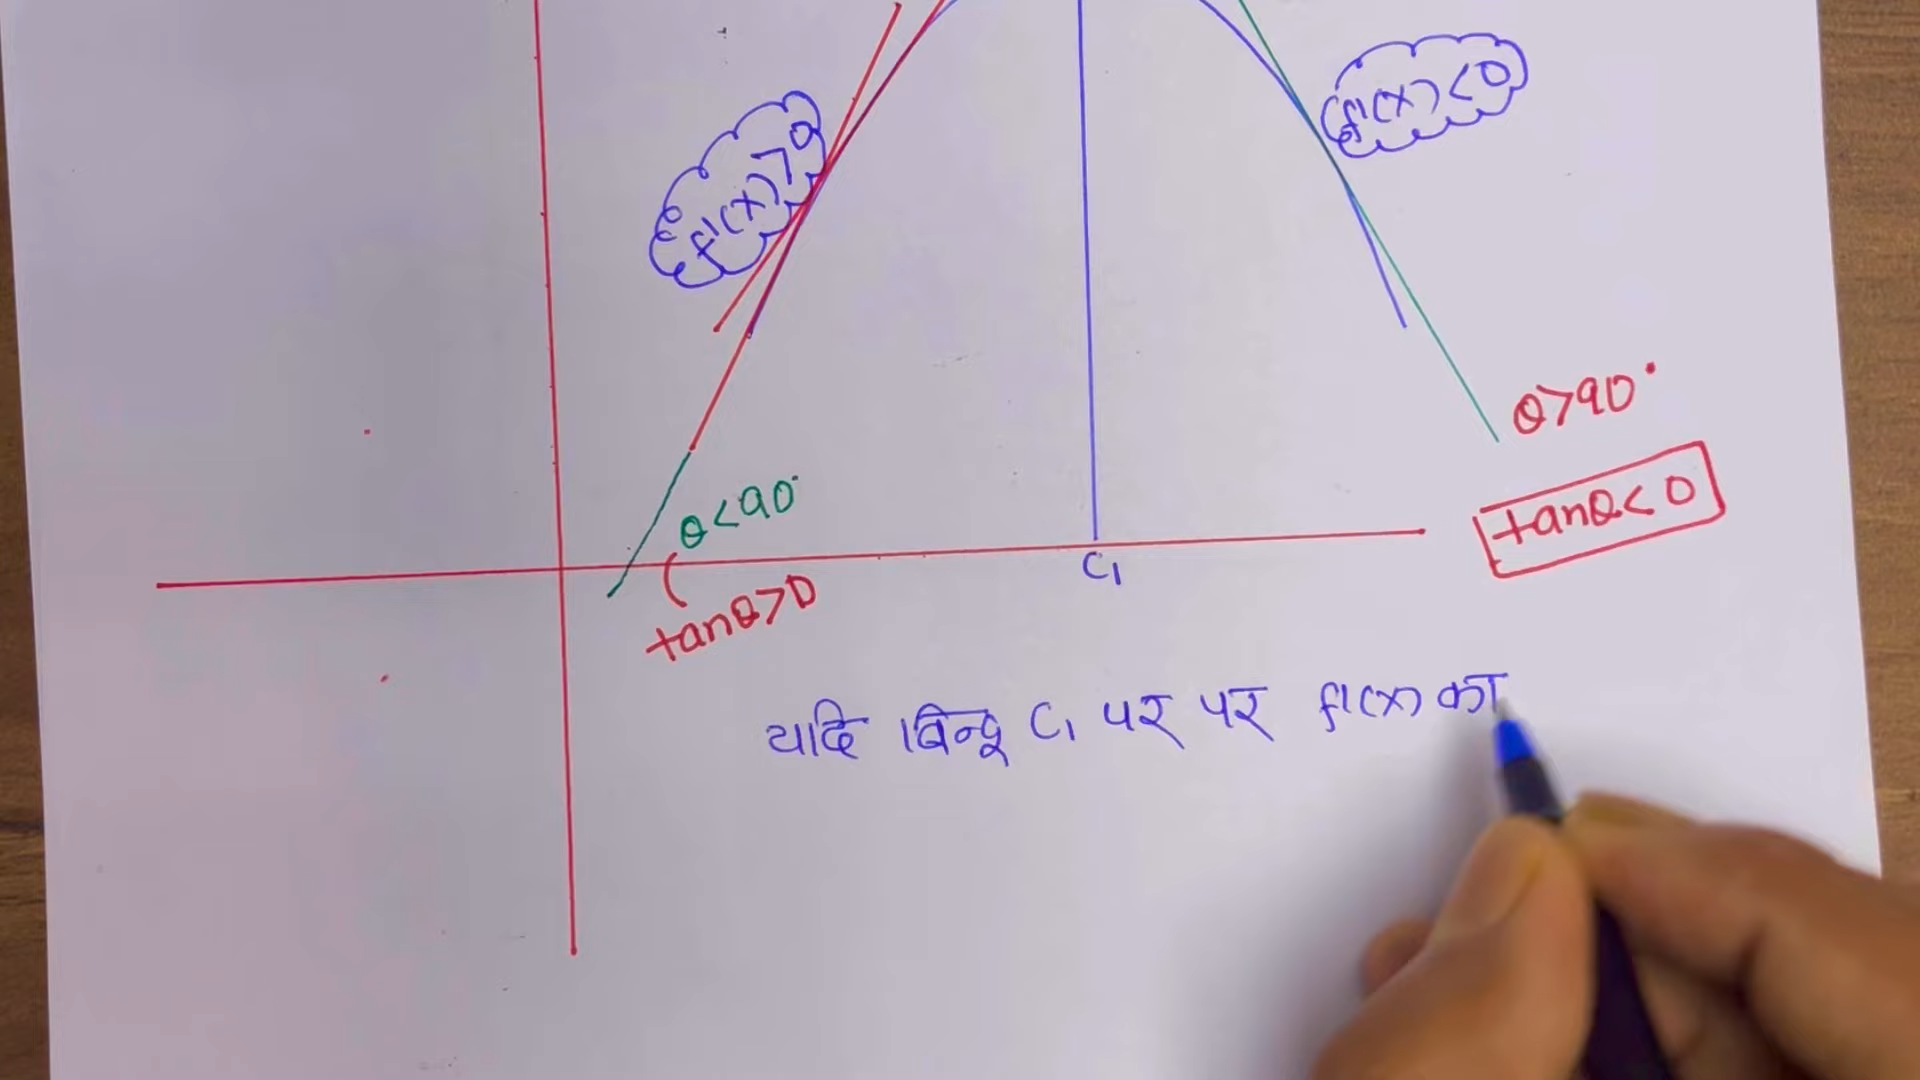 f'(x) < 0
f'(x) > 0
θ > 90°
θ < 90°
tanθ < 0
C₁
tanθ > 0
यदि बिन्दू C₁ पर पर f'(x) का